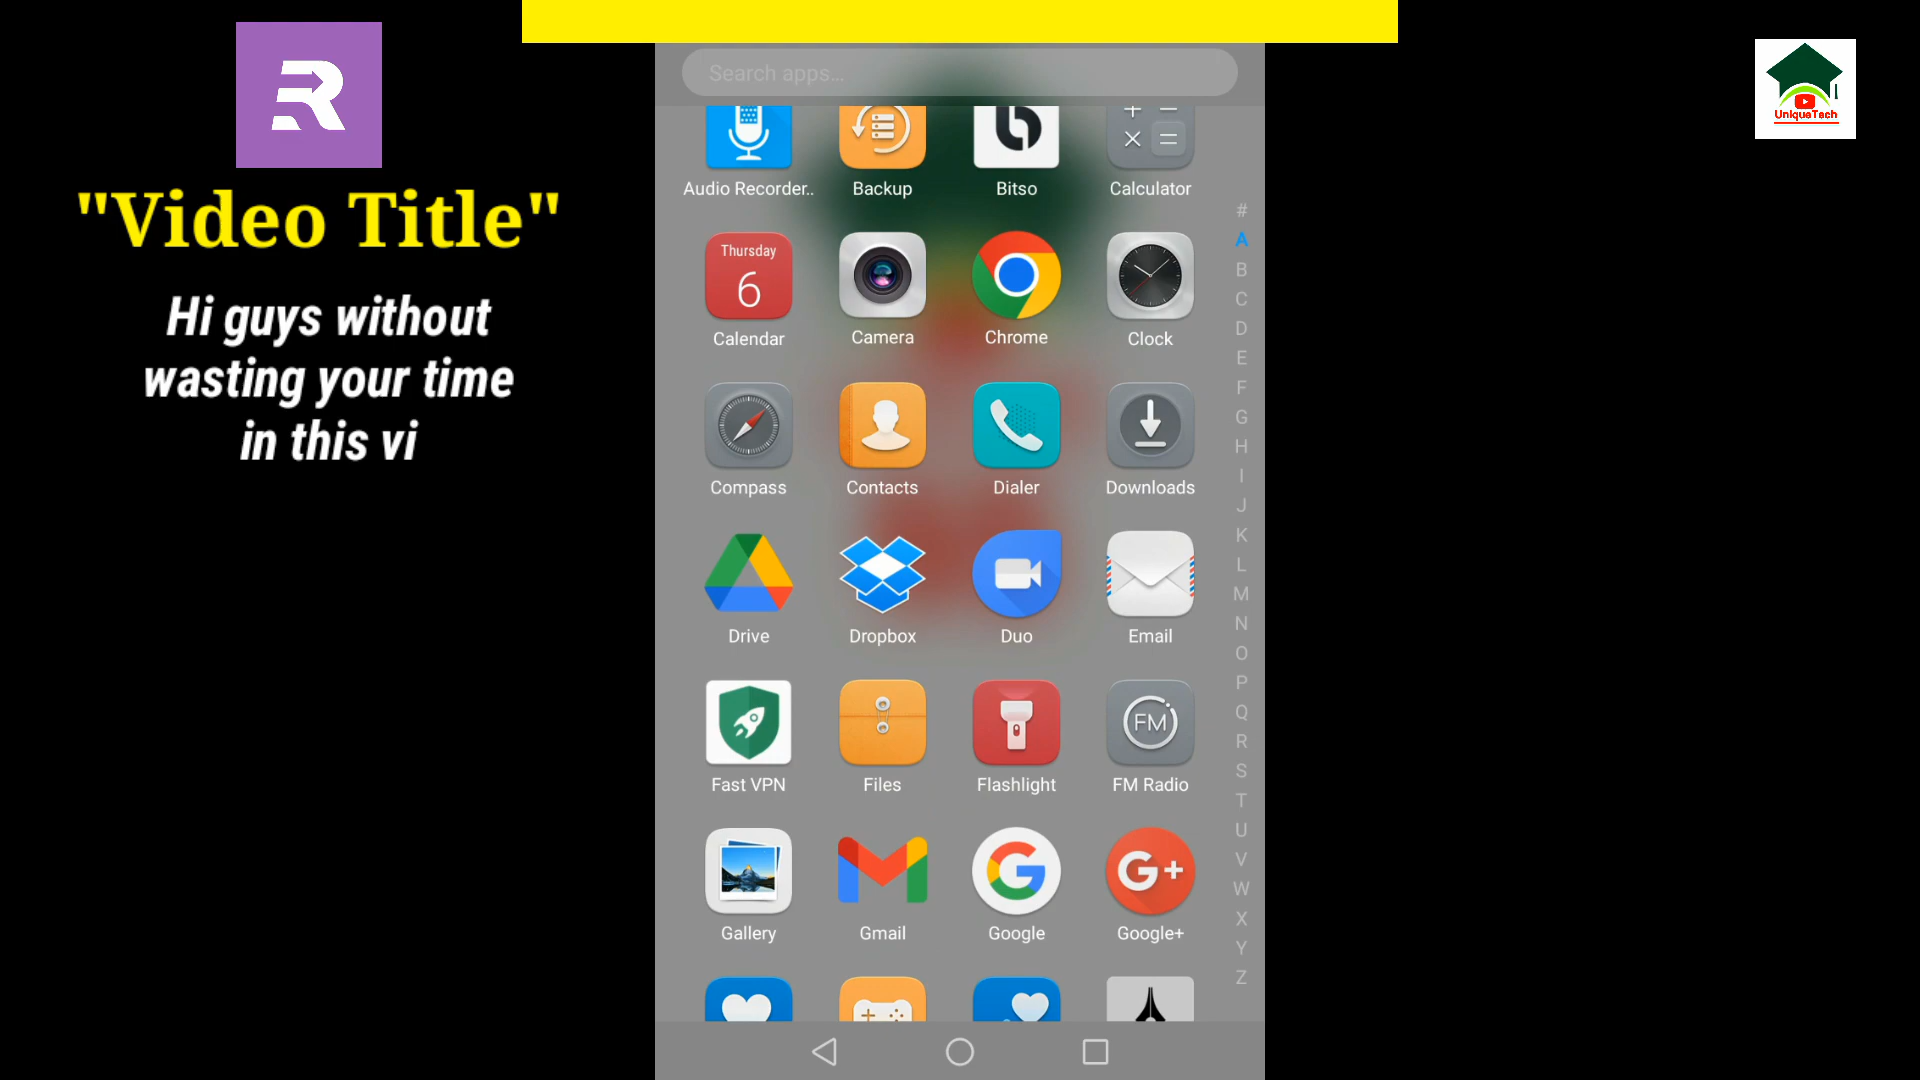 "Video Title"
Hi guys without
wasting your time
in this vi
UniqueTech
Search apps...
Audio Recorder.. Backup Bitso Calculator
Thursday
6
Calendar Camera Chrome Clock
Compass Contacts Dialer Downloads
Drive Dropbox Duo Email
FM
Fast VPN Files Flashlight FM Radio
G+
Gallery Gmail Google Google+
#
A
B
C
D
E
F
G
H
I
J
K
L
M
N
O
P
Q
R
S
T
U
V
W
X
Y
Z